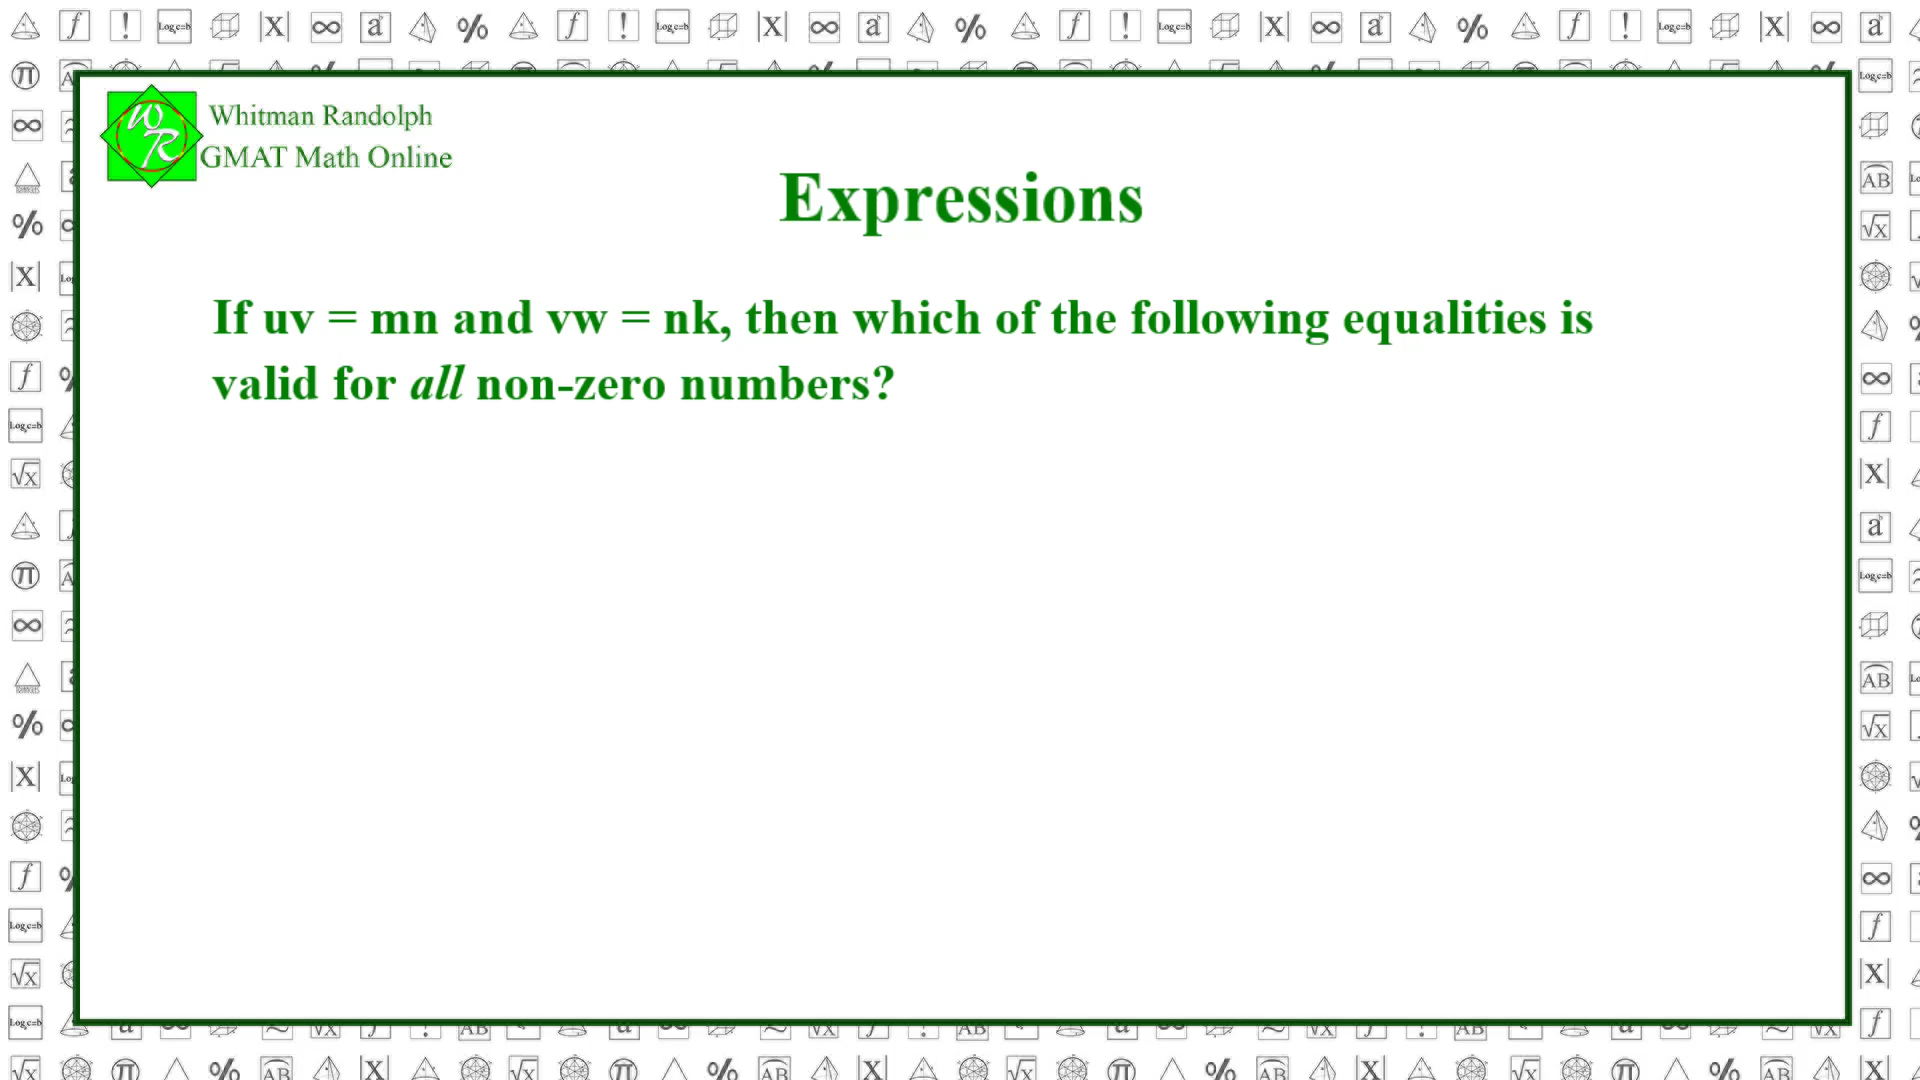 Whitman Randolph
GMAT Math Online
Expressions
If uv = mn and vw = nk, then which of the following equalities is
valid for all non-zero numbers?